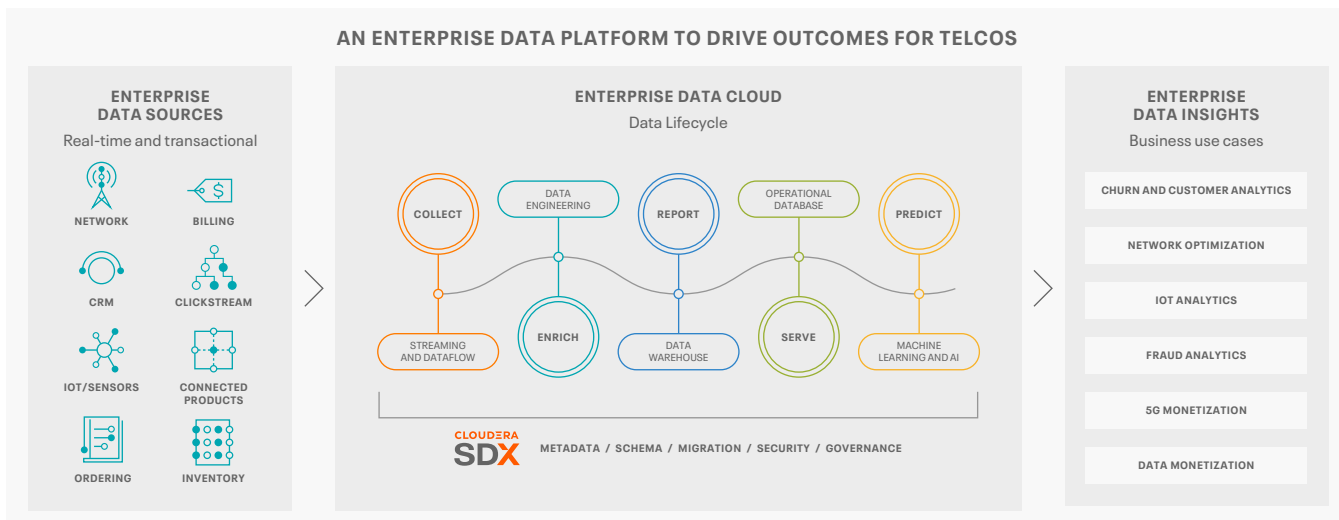 AN ENTERPRISE DATA PLATFORM TO DRIVE OUTCOMES FOR TELCOS
ENTERPRISE
DATA SOURCES
Real-time and transactional
NETWORK
BILLING
CRM
CLICKSTREAM
IOT/SENSORS
CONNECTED
PRODUCTS
ORDERING
INVENTORY
ENTERPRISE DATA CLOUD
Data Lifecycle
COLLECT
STREAMING
AND DATAFLOW
DATA
ENGINEERING
ENRICH
REPORT
DATA
WAREHOUSE
OPERATIONAL
DATABASE
SERVE
PREDICT
MACHINE
LEARNING AND AI
CLOUDERA
SDX
METADATA / SCHEMA / MIGRATION / SECURITY / GOVERNANCE
ENTERPRISE
DATA INSIGHTS
Business use cases
CHURN AND CUSTOMER ANALYTICS
NETWORK OPTIMIZATION
IOT ANALYTICS
FRAUD ANALYTICS
5G MONETIZATION
DATA MONETIZATION